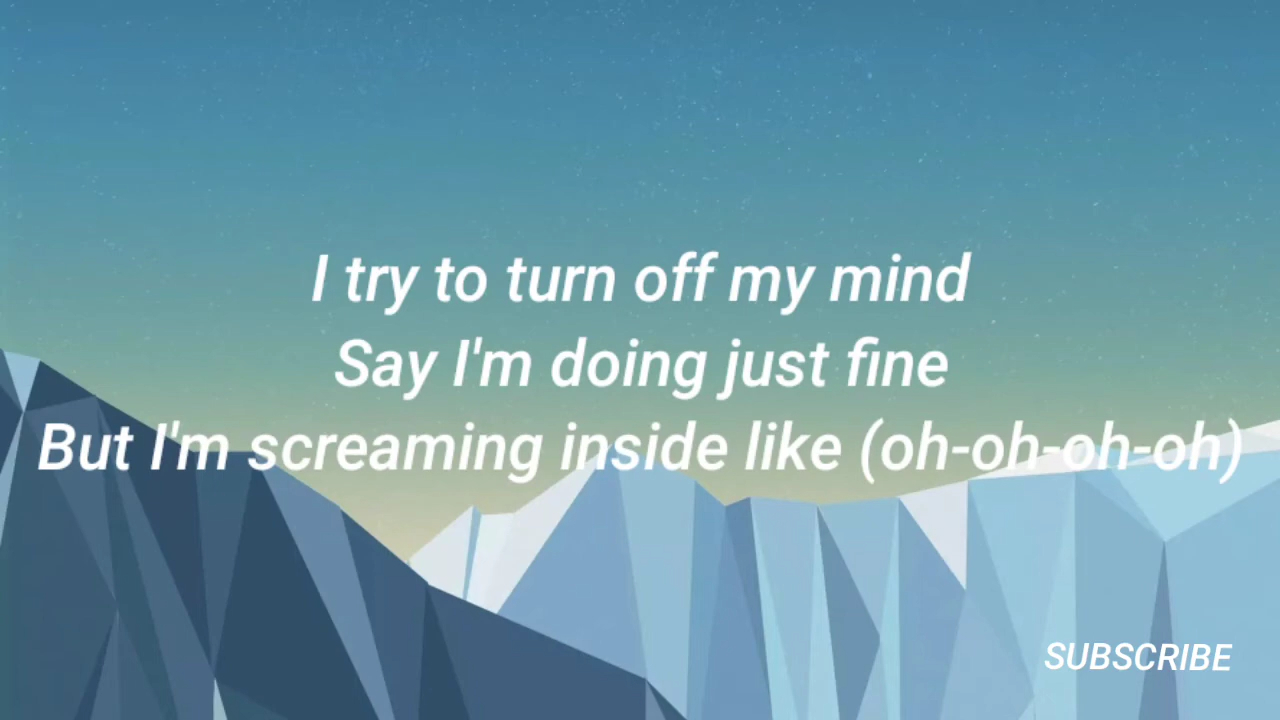 I try to turn off my mind
Say I'm doing just fine
But I'm screaming inside like (oh-oh-oh-oh)
SUBSCRIBE